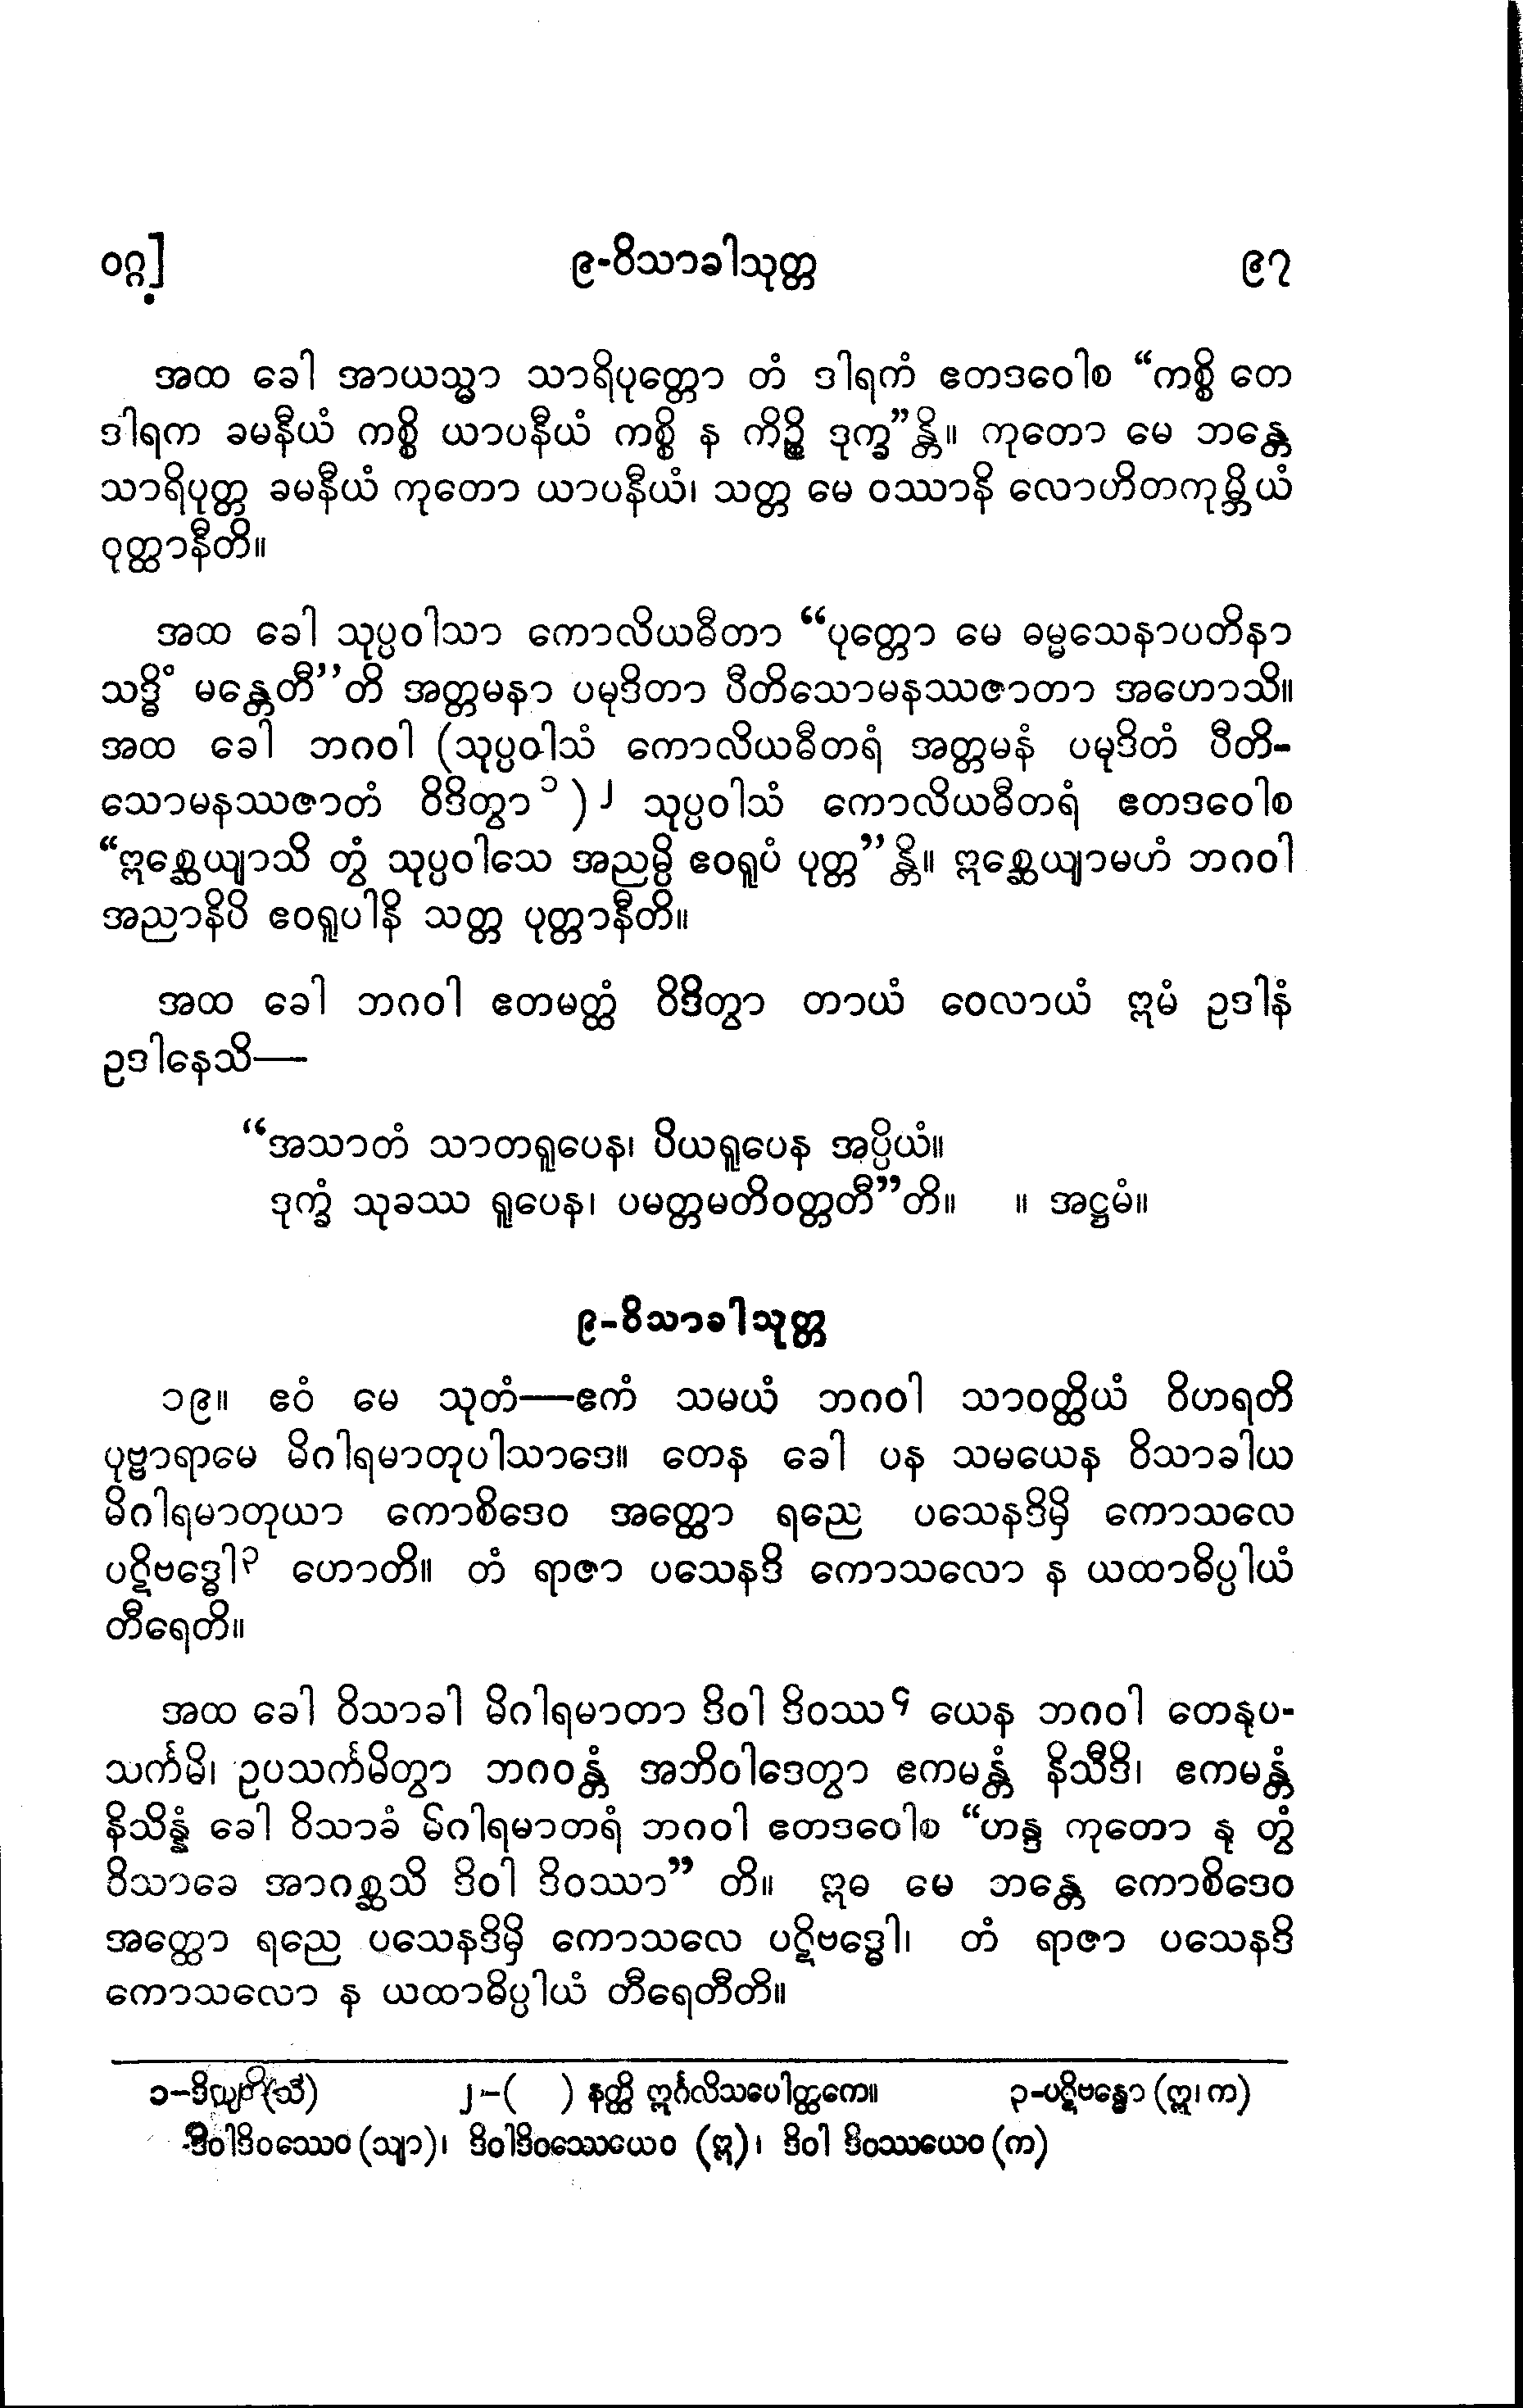 ဝဂ္ဂ]
၉-ဝိသာခါသုတ္တ
၉၇
အထ ခေါ အာယသ္မာ သာရိပုတ္တော တံ ဒါရကံ ဧတဒဝေါစ “ကစ္စိ တေ
ဒါရက ခမနီယံ ကစ္စိ ယာပနီယံ ကစ္စိ န ကိဉ္စိ ဒုက္ခ”န္တိ။ ကုတော မေ ဘန္တေ
သာရိပုတ္တ ခမနီယံ ကုတော ယာပနီယံ၊ သတ္တ မေ ဝဿာနိ လောဟိတကုမ္ဘိယံ
ဝုတ္ထာနီတိ။
အထ ခေါ သုပ္ပဝါသာ ကောလိယဓီတာ “ပုတ္တော မေ ဓမ္မသေနာပတိနာ
သဒ္ဓိံ မန္တေတီ”တိ အတ္တမနာ ပမုဒိတာ ပီတိသောမနဿဇာတာ အဟောသိ။
အထ ခေါ ဘဂဝါ (သုပ္ပဝါသံ ကောလိယဓီတရံ အတ္တမနံ ပမုဒိတံ ပီတိ-
သောမနဿဇာတံ ဝိဒိတွာ၁ )၂ သုပ္ပဝါသံ ကောလိယဓီတရံ ဧတဒဝေါစ
“ဣစ္ဆေယျာသိ တွံ သုပ္ပဝါသေ အညမ္ပိ ဧဝရူပံ ပုတ္တ”န္တိ။ ဣစ္ဆေယျာမဟံ ဘဂဝါ
အညာနိပိ ဧဝရူပါနိ သတ္တ ပုတ္တာနီတိ။
အထ ခေါ ဘဂဝါ ဧတမတ္ထံ ဝိဒိတွာ တာယံ ဝေလာယံ ဣမံ ဥဒါနံ
ဥဒါနေသိ—
“အသာတံ သာတရူပေန၊ ပိယရူပေန အပ္ပိယံ။
ဒုက္ခံ သုခဿ ရူပေန၊ ပမတ္တမတိဝတ္တတီ”တိ။ ။ အဋ္ဌမံ။
၉-ဝိသာခါသုတ္တ
၁၉။ ဧဝံ မေ သုတံ—ဧကံ သမယံ ဘဂဝါ သာဝတ္ထိယံ ဝိဟရတိ
ပုဗ္ဗာရာမေ မိဂါရမာတုပါသာဒေ။ တေန ခေါ ပန သမယေန ဝိသာခါယ
မိဂါရမာတုယာ ကောစိဒေဝ အတ္ထော ရညေ ပသေနဒိမှိ ကောသလေ
ပဋိဗဒ္ဓေါ၃ ဟောတိ။ တံ ရာဇာ ပသေနဒိ ကောသလော န ယထာဓိပ္ပါယံ
တီရေတိ။
အထ ခေါ ဝိသာခါ မိဂါရမာတာ ဒိဝါ ဒိဝဿ၄ ယေန ဘဂဝါ တေနုပ-
သင်္ကမိ၊ ဥပသင်္ကမိတွာ ဘဂဝန္တံ အဘိဝါဒေတွာ ဧကမန္တံ နိသီဒိ၊ ဧကမန္တံ
နိသိန္နံ ခေါ ဝိသာခံ မိဂါရမာတရံ ဘဂဝါ ဧတဒဝေါစ “ဟန္ဒ ကုတော နု တွံ
ဝိသာခေ အာဂစ္ဆသိ ဒိဝါ ဒိဝဿာ” တိ။ ဣဓ မေ ဘန္တေ ကောစိဒေဝ
အတ္ထော ရညေ ပသေနဒိမှိ ကောသလေ ပဋိဗဒ္ဓေါ၊ တံ ရာဇာ ပသေနဒိ
ကောသလော န ယထာဓိပ္ပါယံ တီရေတီတိ။
၁- (သီ) ၂-( ) နတ္ထိ ဣင်္ဂလိသပေါတ္ထကေ။ ၃-ပဋိဗန္ဓော (ဣ၊ က)
ဒိဝါဒိဝဿေဝ (သျာ)၊ ဒိဝါဒိဝဿေယေဝ (ဣ)၊ ဒိဝါ ဒိဝဿယေဝ (က)